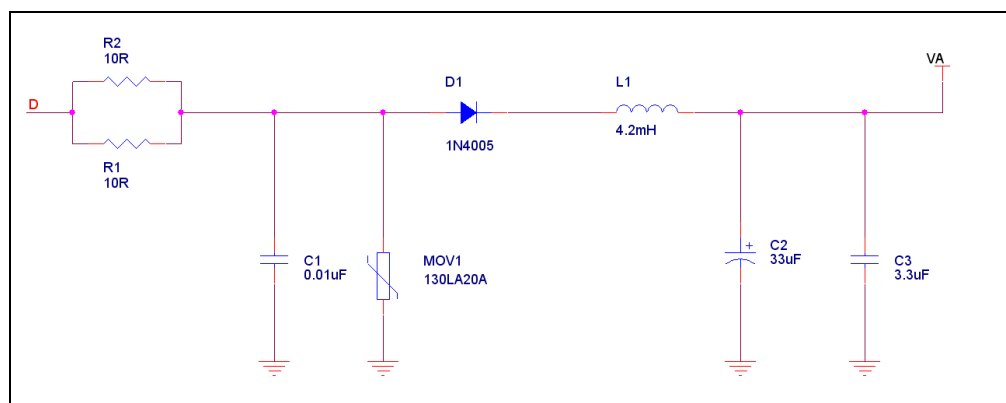 R2
10R
D
R1
10R
C1
0.01uF
MOV1
130LA20A
D1
1N4005
L1
4.2mH
VA
+
C2
33uF
C3
3.3uF